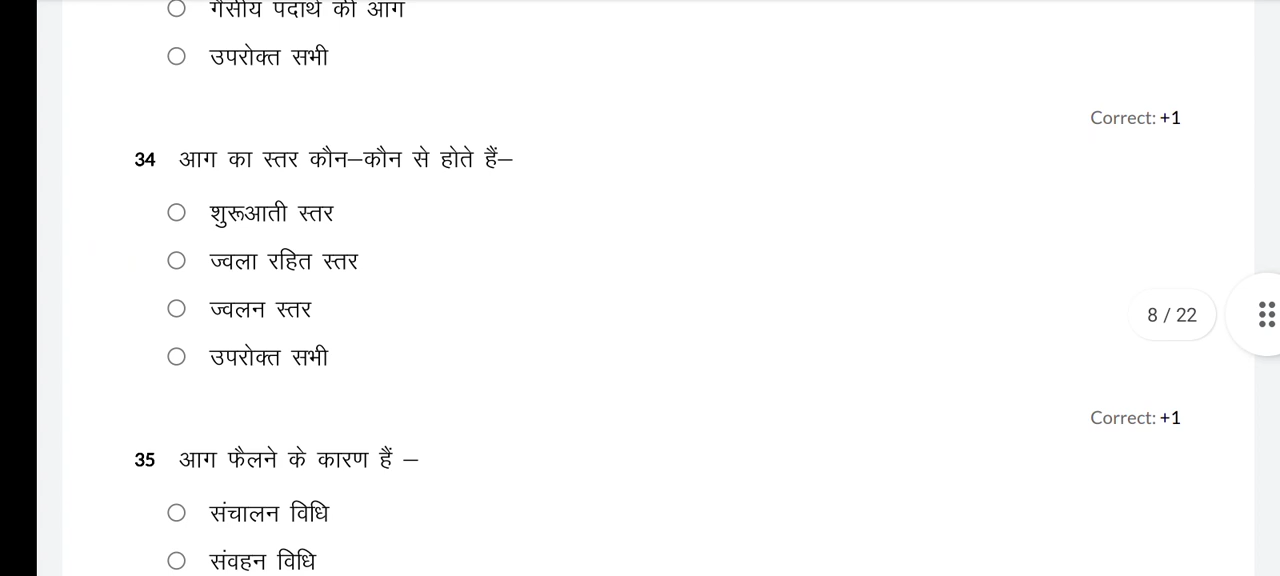 गैसीय पदार्थ की आग
उपरोक्त सभी
Correct: +1
34 आग का स्तर कौन–कौन से होते हैं–
शुरूआती स्तर
ज्वला रहित स्तर
ज्वलन स्तर
8 / 22
उपरोक्त सभी
Correct: +1
35 आग फैलने के कारण हैं –
संचालन विधि
संवहन विधि